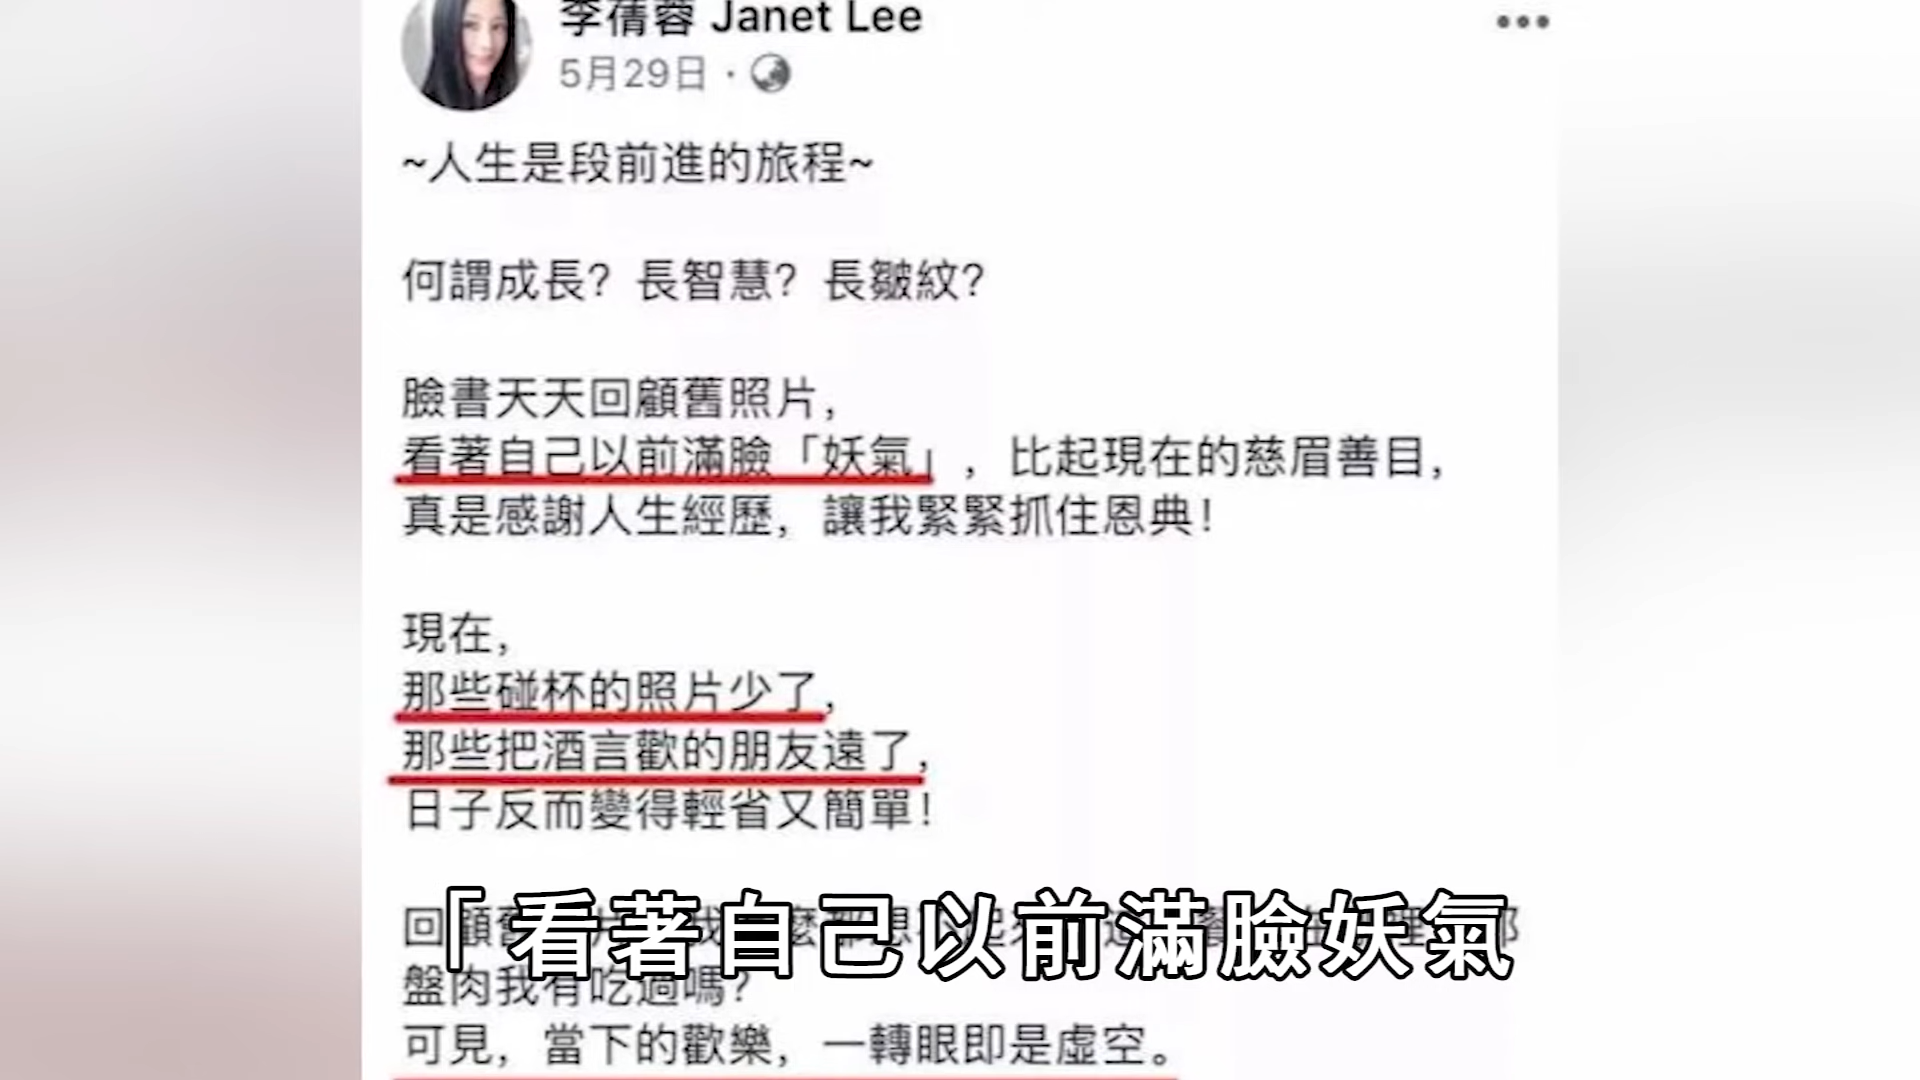 李蒨蓉 Janet Lee
5月29日
~人生是段前進的旅程~
何謂成長？長智慧？長皺紋？
臉書天天回顧舊照片，
看著自己以前滿臉「妖氣」，比起現在的慈眉善目，
真是感謝人生經歷，讓我緊緊抓住恩典！
現在，
那些碰杯的照片少了，
那些把酒言歡的朋友遠了，
日子反而變得輕省又簡單！
回顧舊
盤肉我有吃過嗎？
「看著自己以前滿臉妖氣
可見，當下的歡樂，一轉眼即是虛空。